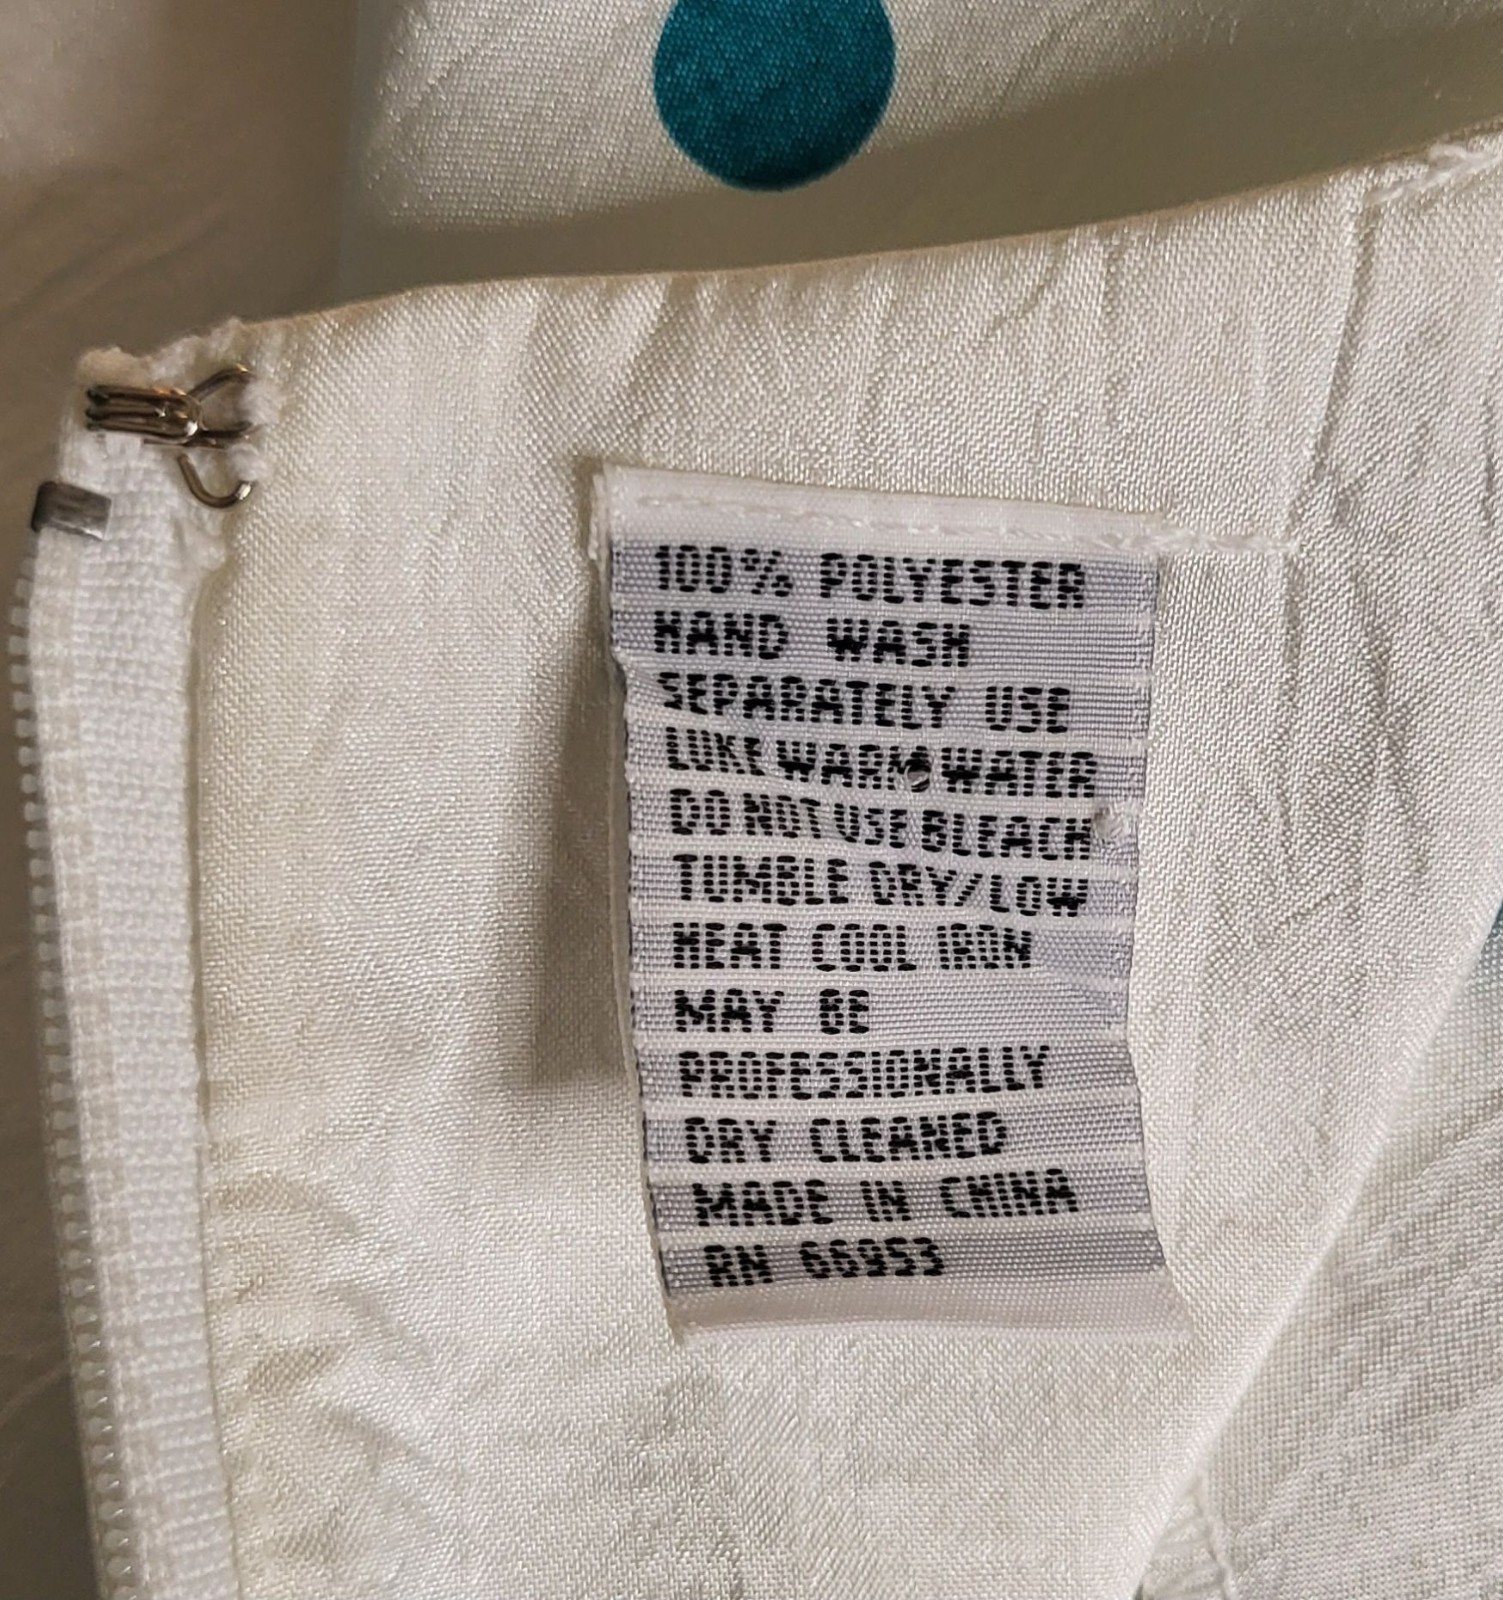 100% POLYESTER
HAND WASH
SEPARATELY USE
LUKE WARM WATER
DO NOT USE BLEACH
TUMBLE DRY/LOW
HEAT COOL IRON
MAY BE
PROFESSIONALLY
DRY CLEANED
MADE IN CHINA
RN 66953